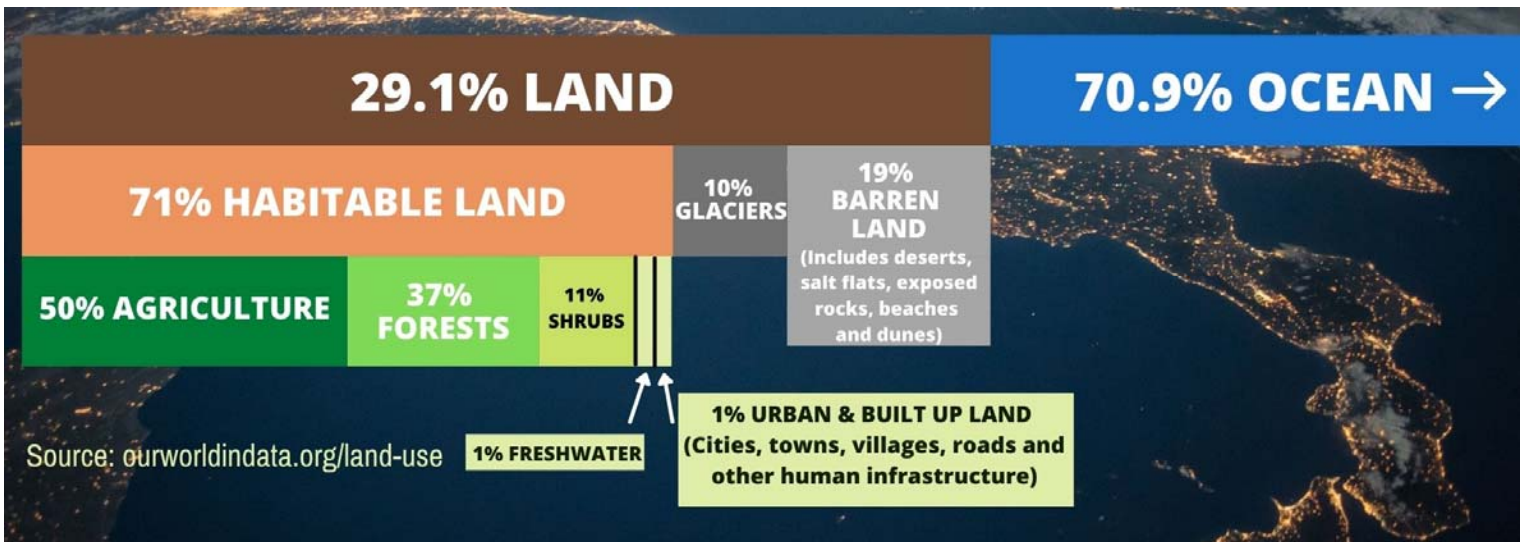 29.1% LAND
70.9% OCEAN →
71% HABITABLE LAND
10%
GLACIERS
19%
BARREN
LAND
(Includes deserts,
salt flats, exposed
rocks, beaches
and dunes)
50% AGRICULTURE
37%
FORESTS
11%
SHRUBS
1% FRESHWATER
1% URBAN & BUILT UP LAND
(Cities, towns, villages, roads and
other human infrastructure)
Source: ourworldindata.org/land-use